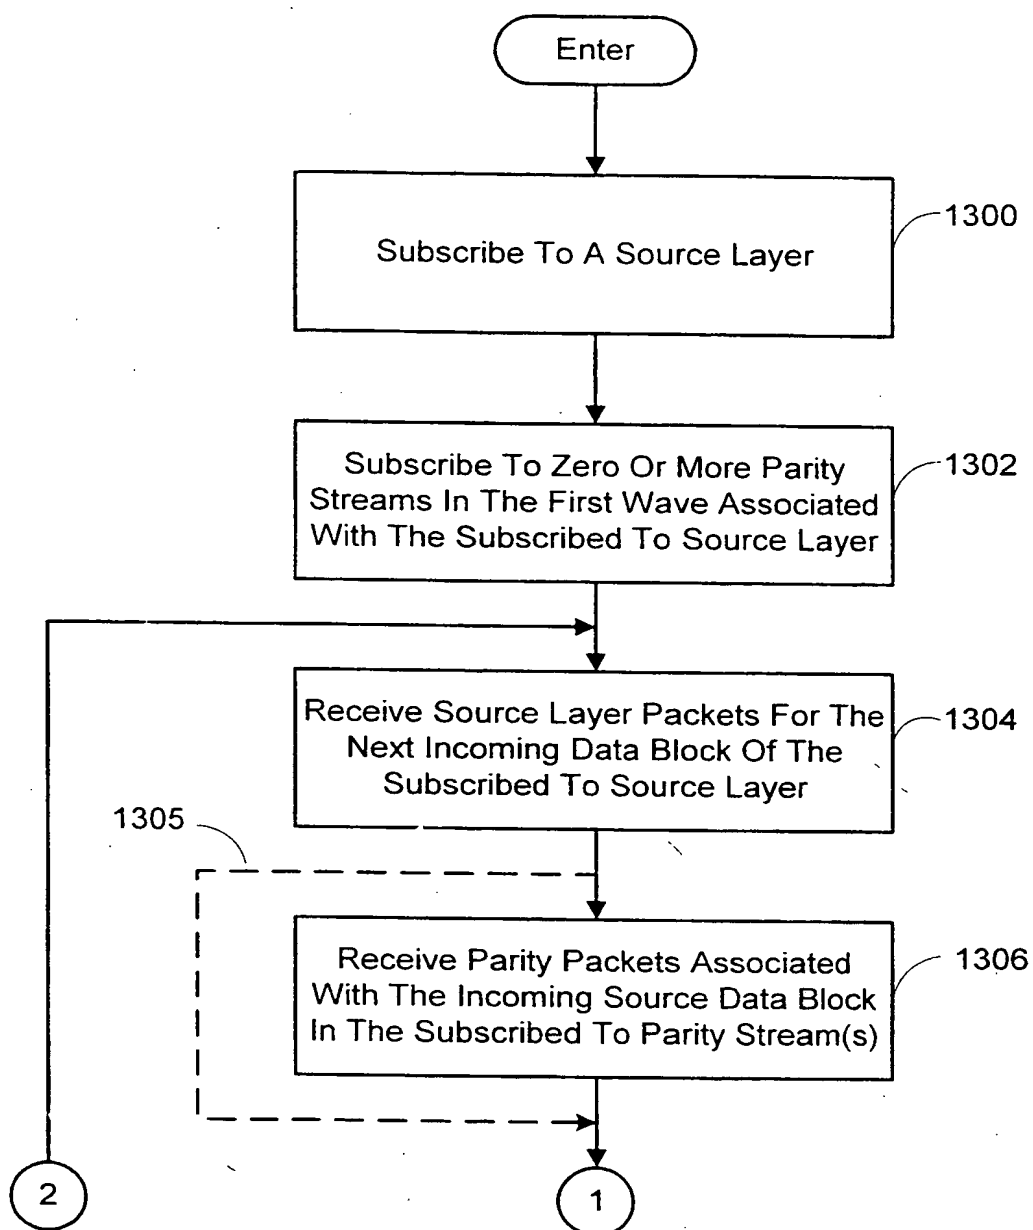 Enter
Subscribe To A Source Layer
1300
Subscribe To Zero Or More Parity
Streams In The First Wave Associated
With The Subscribed To Source Layer
1302
Receive Source Layer Packets For The
Next Incoming Data Block Of The
Subscribed To Source Layer
1304
1305
Receive Parity Packets Associated
With The Incoming Source Data Block
In The Subscribed To Parity Stream(s)
1306
2
1